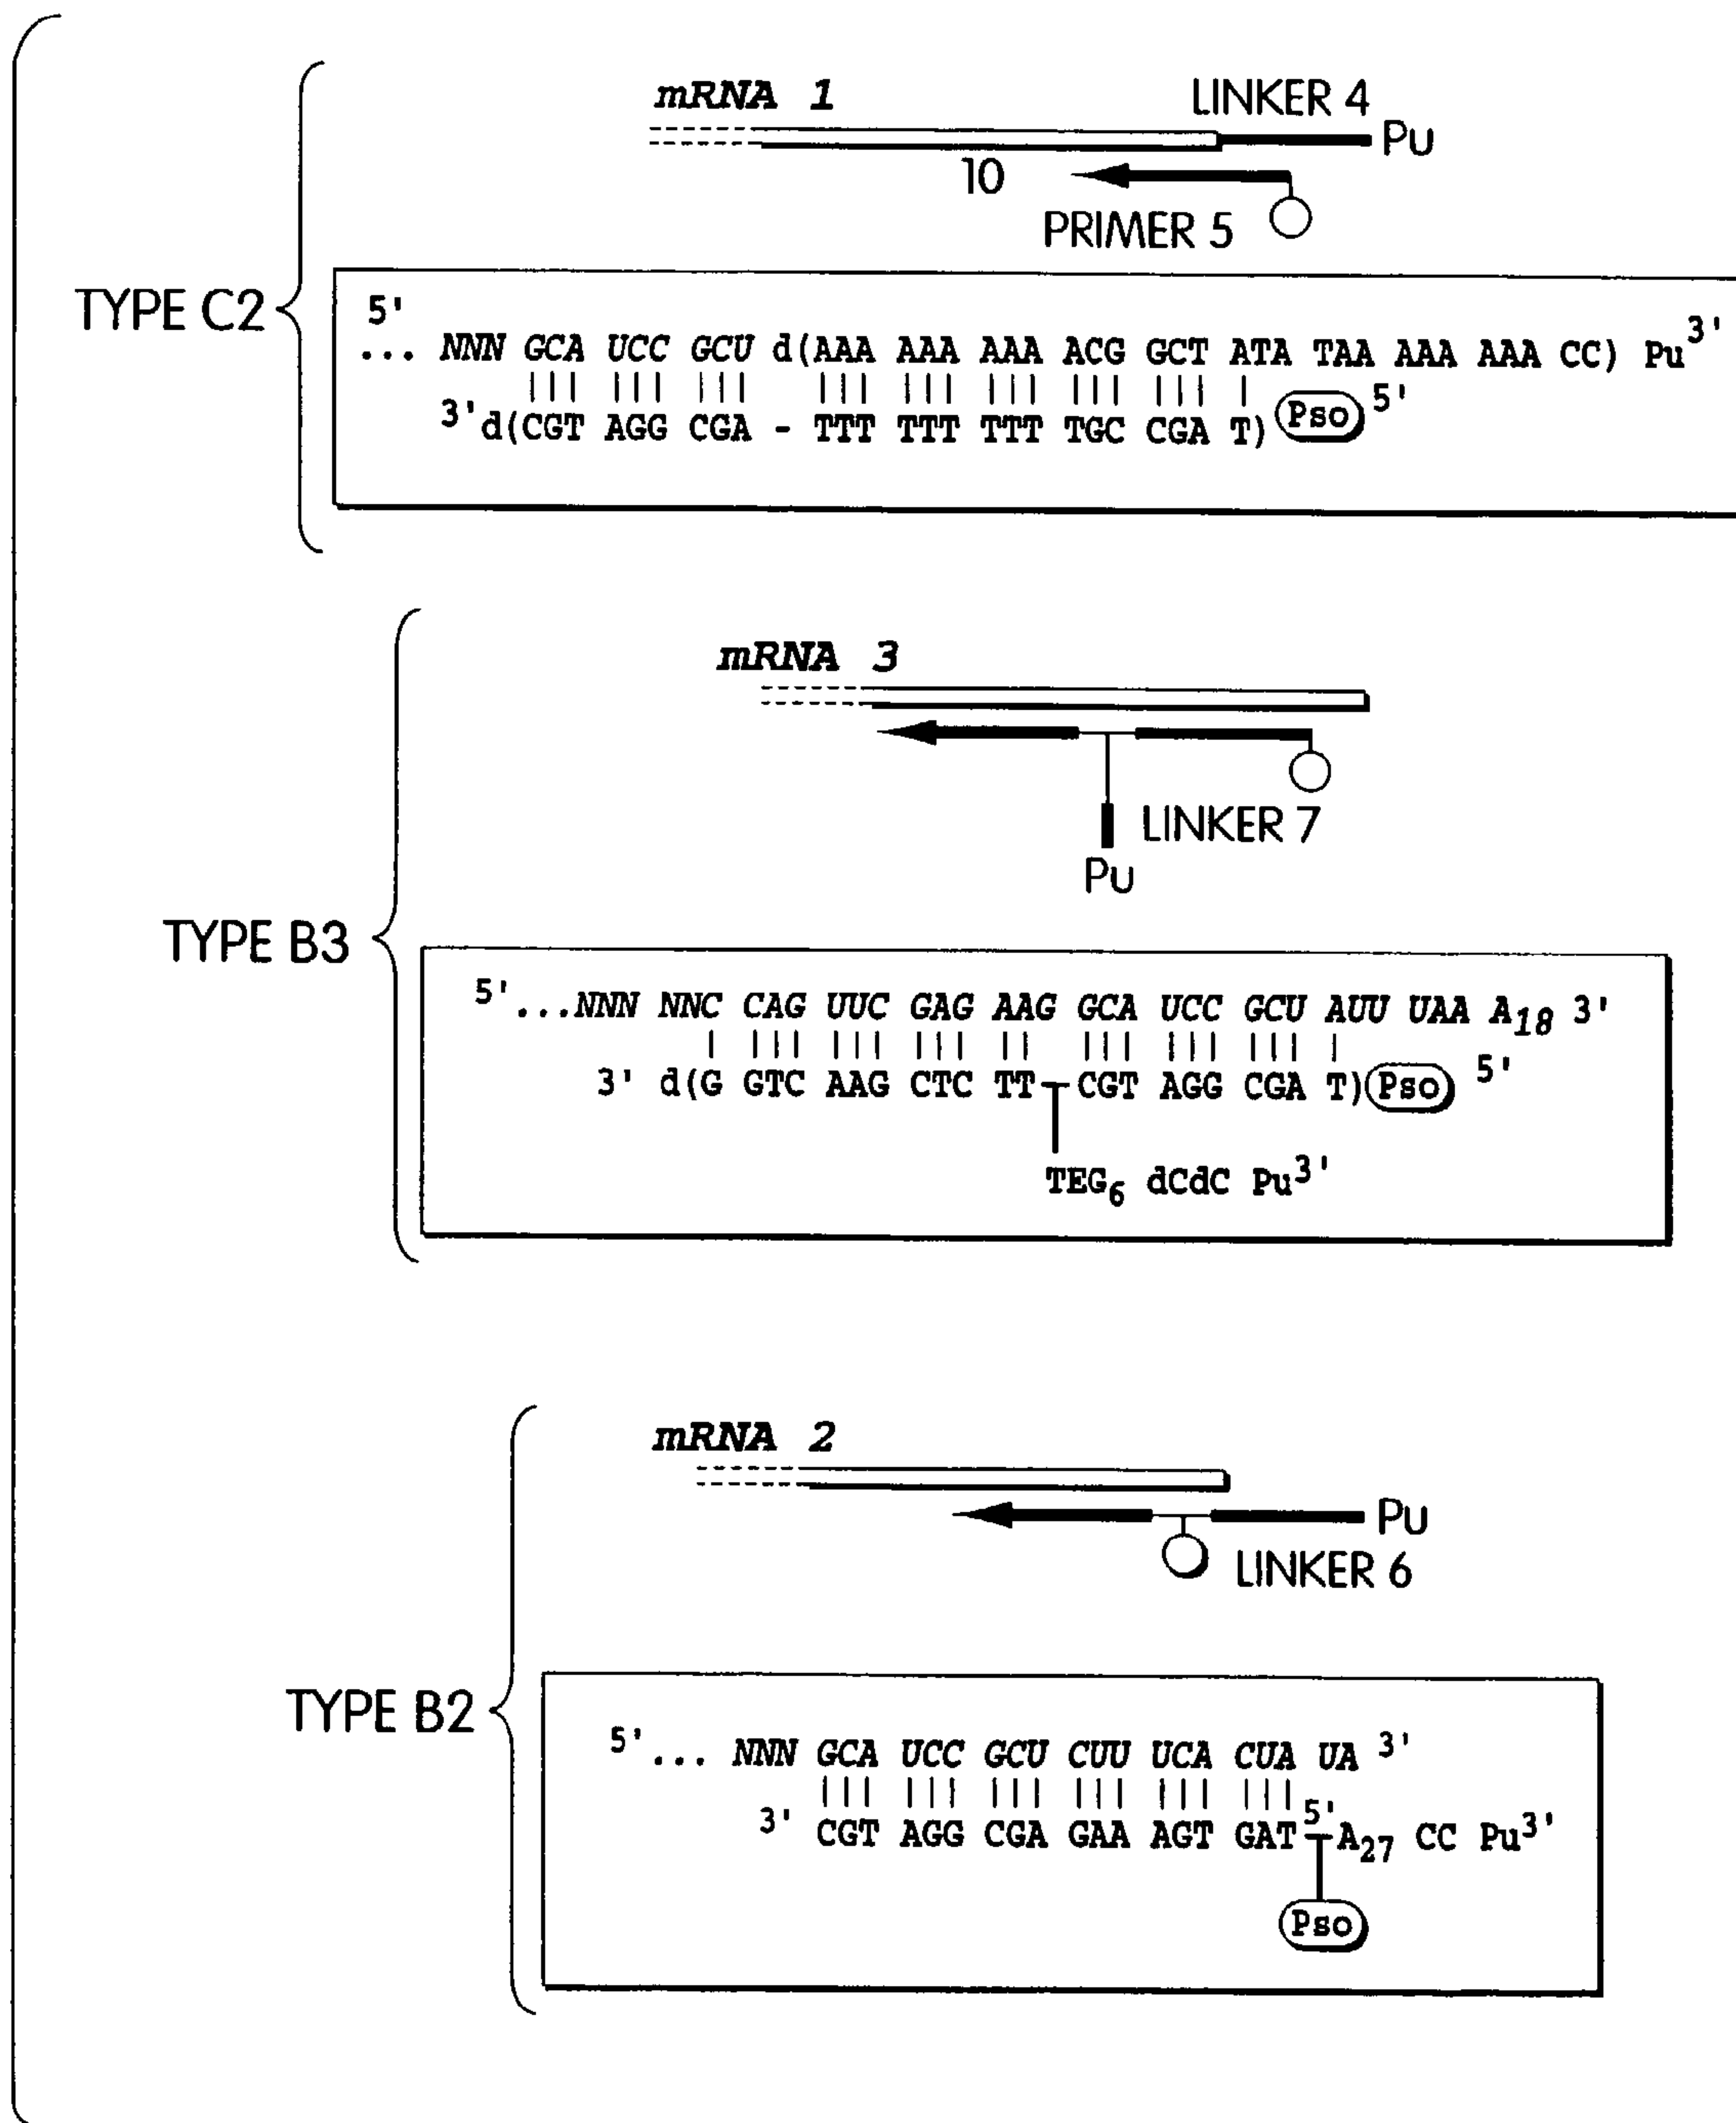 mRNA 1 LINKER 4
Pu
10
PRIMER 5
TYPE C2
5'
... NNN GCA UCC GCU d(AAA AAA AAA ACG GCT ATA TAA AAA AAA CC) Pu3'
3'd(CGT AGG CGA - TTT TTT TTT TGC CGA T) Pso 5'
mRNA 3
LINKER 7
Pu
TYPE B3
5'...NNN NNC CAG UUC GAG AAG GCA UCC GCU AUU UAA A18 3'
3' d(G GTC AAG CTC TT CGT AGG CGA T) Pso 5'
TEG6 dCdC Pu3'
mRNA 2
Pu
LINKER 6
TYPE B2
5'... NNN GCA UCC GCU CUU UCA CUA UA 3'
3' CGT AGG CGA GAA AGT GAT 5' A27 CC Pu3'
Pso